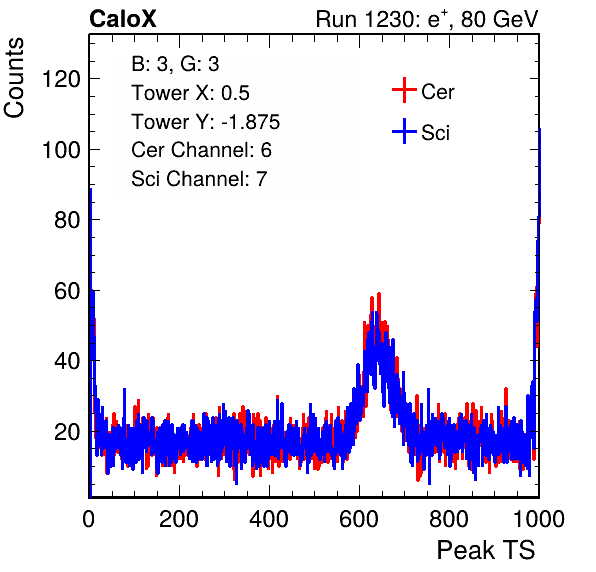 CaloX Run 1230: e⁺, 80 GeV
Counts
B: 3, G: 3
Tower X: 0.5
Tower Y: -1.875
Cer Channel: 6
Sci Channel: 7
Cer
Sci
120
100
80
60
40
20
0 200 400 600 800 1000
Peak TS